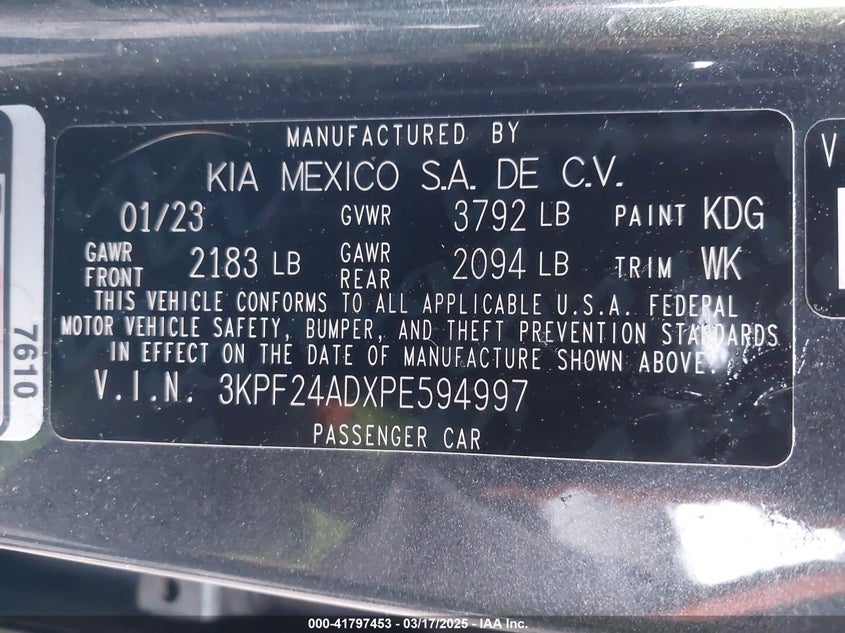 MANUFACTURED BY
KIA MEXICO S.A. DE C.V.
01/23 GVWR 3792 LB PAINT KDG
GAWR FRONT 2183 LB GAWR REAR 2094 LB TRIM WK
THIS VEHICLE CONFORMS TO ALL APPLICABLE U.S.A. FEDERAL
MOTOR VEHICLE SAFETY, BUMPER, AND THEFT PREVENTION STANDARDS
IN EFFECT ON THE DATE OF MANUFACTURE SHOWN ABOVE.
V.I.N. 3KPF24ADXPE594997
PASSENGER CAR
7610
V
000-41797453 - 03/17/2025 - IAA Inc.